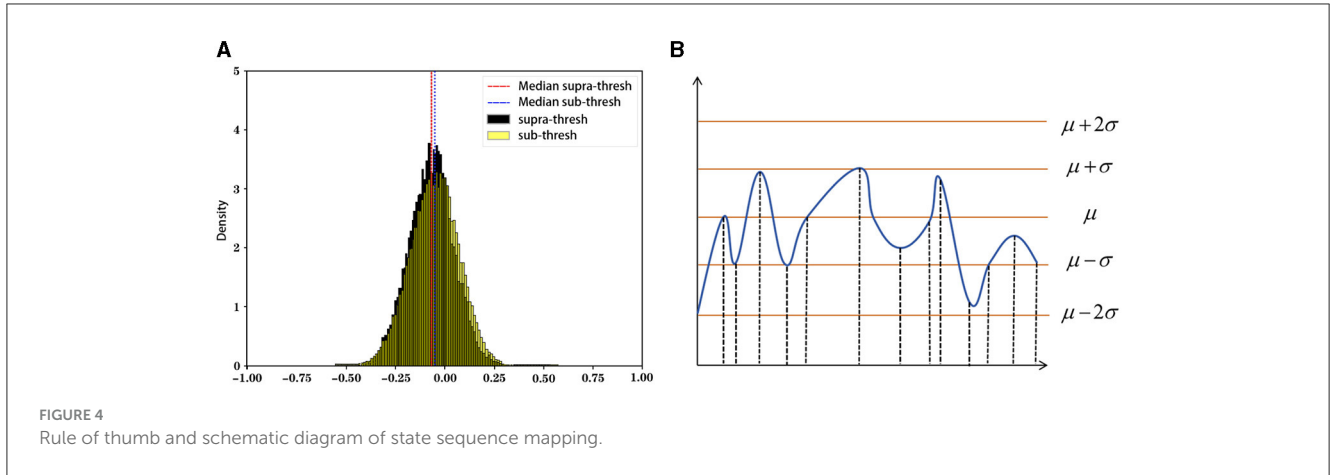 A
B
5
4
3
2
1
0
Density
−1.00 −0.75 −0.50 −0.25 0.00 0.25 0.50 0.75 1.00
Median supra-thresh
Median sub-thresh
supra-thresh
sub-thresh
μ+2σ
μ+σ
μ
μ−σ
μ−2σ
FIGURE 4
Rule of thumb and schematic diagram of state sequence mapping.